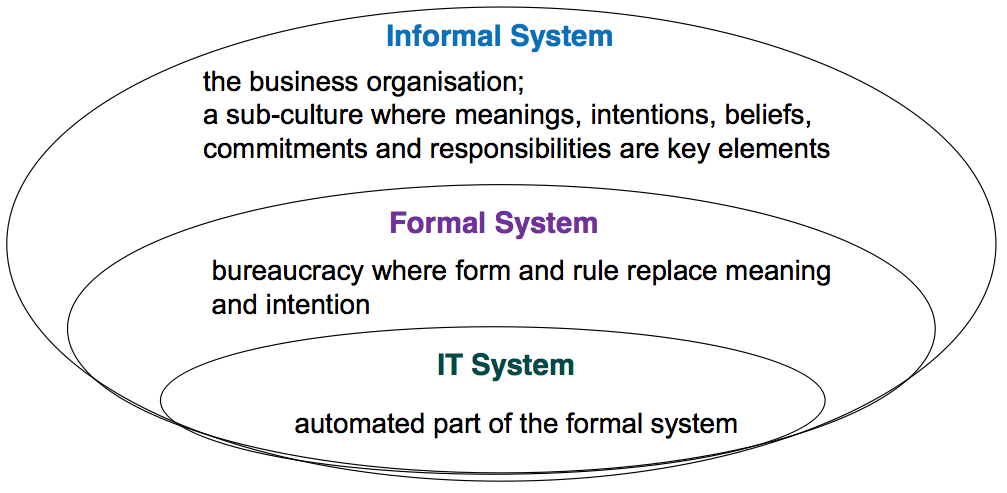 Informal System
the business organisation;
a sub-culture where meanings, intentions, beliefs,
commitments and responsibilities are key elements
Formal System
bureaucracy where form and rule replace meaning
and intention
IT System
automated part of the formal system